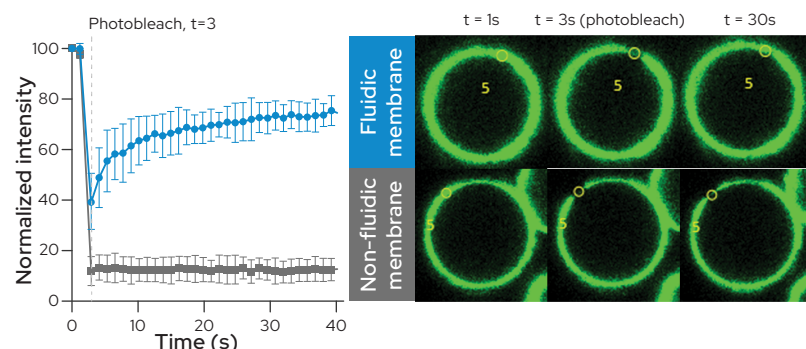 Photobleach, t=3
t = 1s
t = 3s (photobleach)
t = 30s
100
80
60
40
20
0
Normalized intensity
0
10
20
30
40
Time (s)
Fluidic
membrane
5
5
5
Non-fluidic
membrane
5
5
5